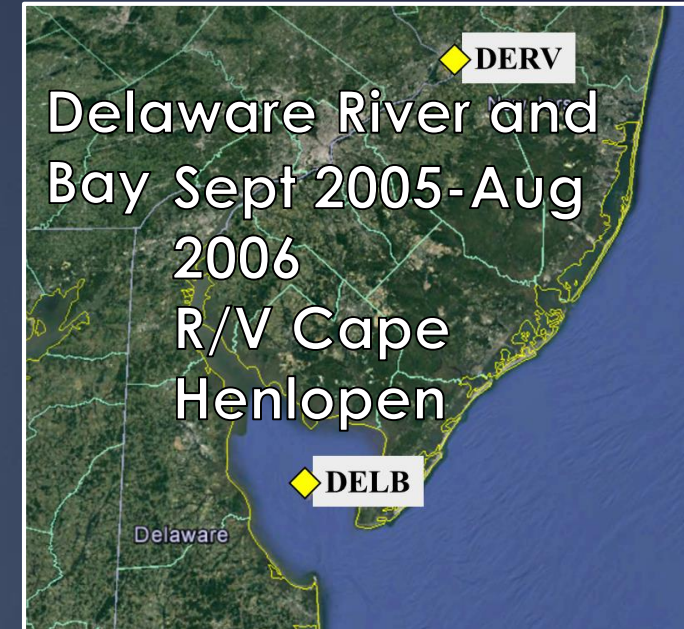 DERV
Delaware River and
Bay Sept 2005-Aug
2006
R/V Cape
Henlopen
DELB
Delaware